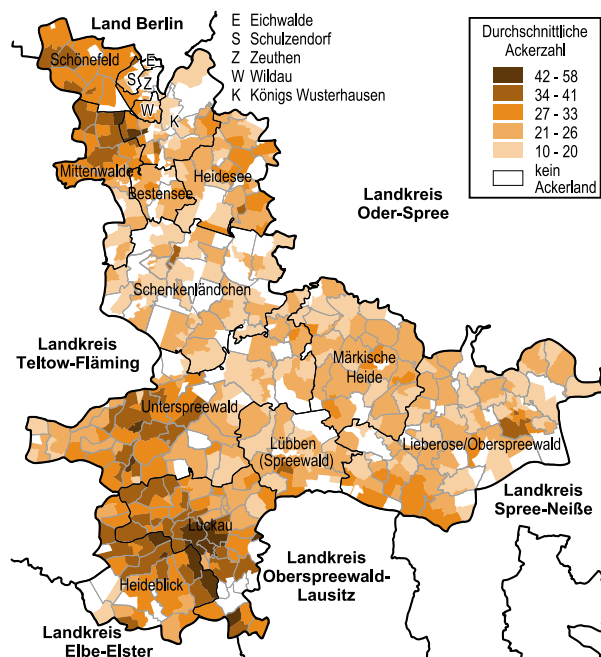 Land Berlin
E Eichwalde
S Schulzendorf
Z Zeuthen
W Wildau
K Königs Wusterhausen
Durchschnittliche
Ackerzahl
42 - 58
34 - 41
27 - 33
21 - 26
10 - 20
kein
Ackerland
Schönefeld
E
S
Z
W
K
Mittenwalde
Bestensee
Heidesee
Landkreis
Oder-Spree
Schenkenländchen
Landkreis
Teltow-Fläming
Märkische
Heide
Unterspreewald
Lübben
(Spreewald)
Lieberose/Oberspreewald
Landkreis
Spree-Neiße
Luckau
Heideblick
Landkreis
Oberspreewald-
Lausitz
Landkreis
Elbe-Elster